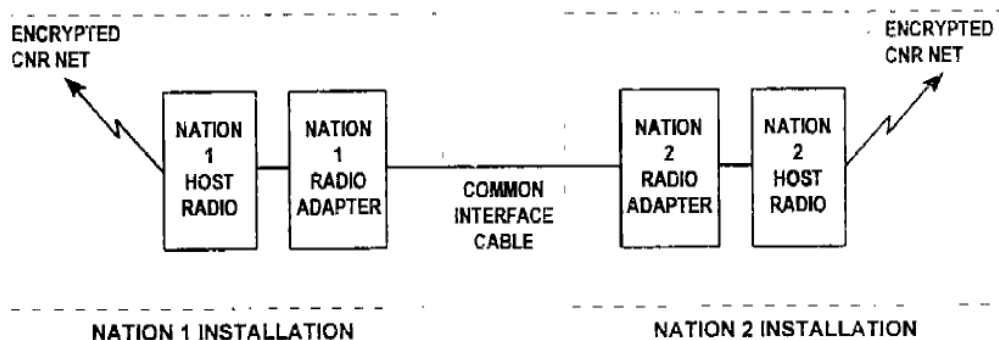 ENCRYPTED
CNR NET
ENCRYPTED
CNR NET
NATION
1
HOST
RADIO
NATION
1
RADIO
ADAPTER
COMMON
INTERFACE
CABLE
NATION
2
RADIO
ADAPTER
NATION
2
HOST
RADIO
NATION 1 INSTALLATION
NATION 2 INSTALLATION